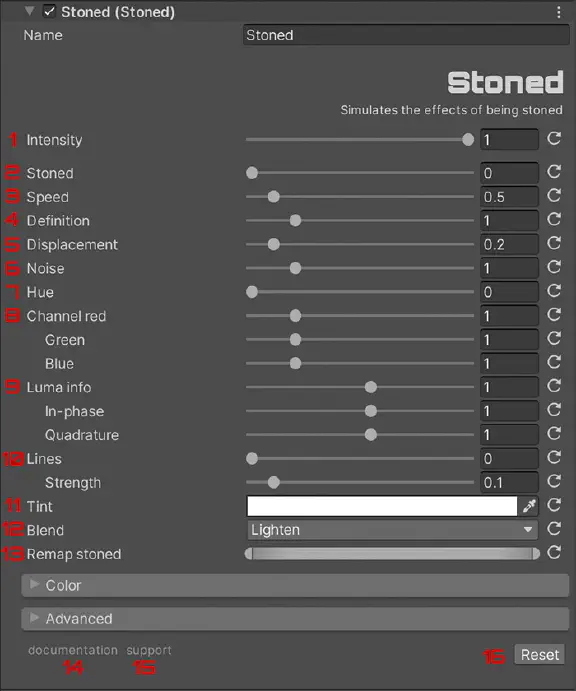 Stoned (Stoned)
Name Stoned
Stoned
Simulates the effects of being stoned
1 Intensity 1
2 Stoned 0
3 Speed 0.5
4 Definition 1
5 Displacement 0.2
6 Noise 1
7 Hue 0
8 Channel red 1
Green 1
Blue 1
9 Luma info 1
In-phase 1
Quadrature 1
10 Lines 0
Strength 0.1
11 Tint
12 Blend Lighten
13 Remap stoned
Color
Advanced
documentation support 16 Reset
14 15